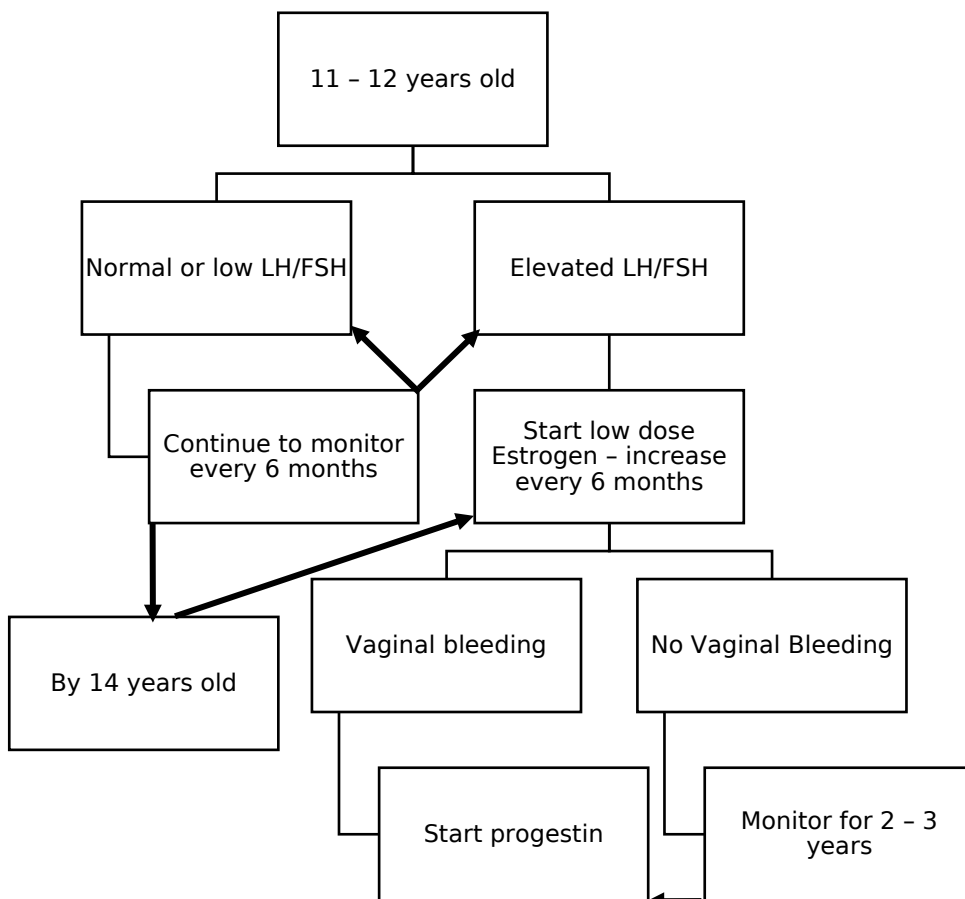 11 – 12 years old
Normal or low LH/FSH
Elevated LH/FSH
Continue to monitor
every 6 months
Start low dose
Estrogen – increase
every 6 months
Vaginal bleeding
No Vaginal Bleeding
By 14 years old
Start progestin
Monitor for 2 – 3
years